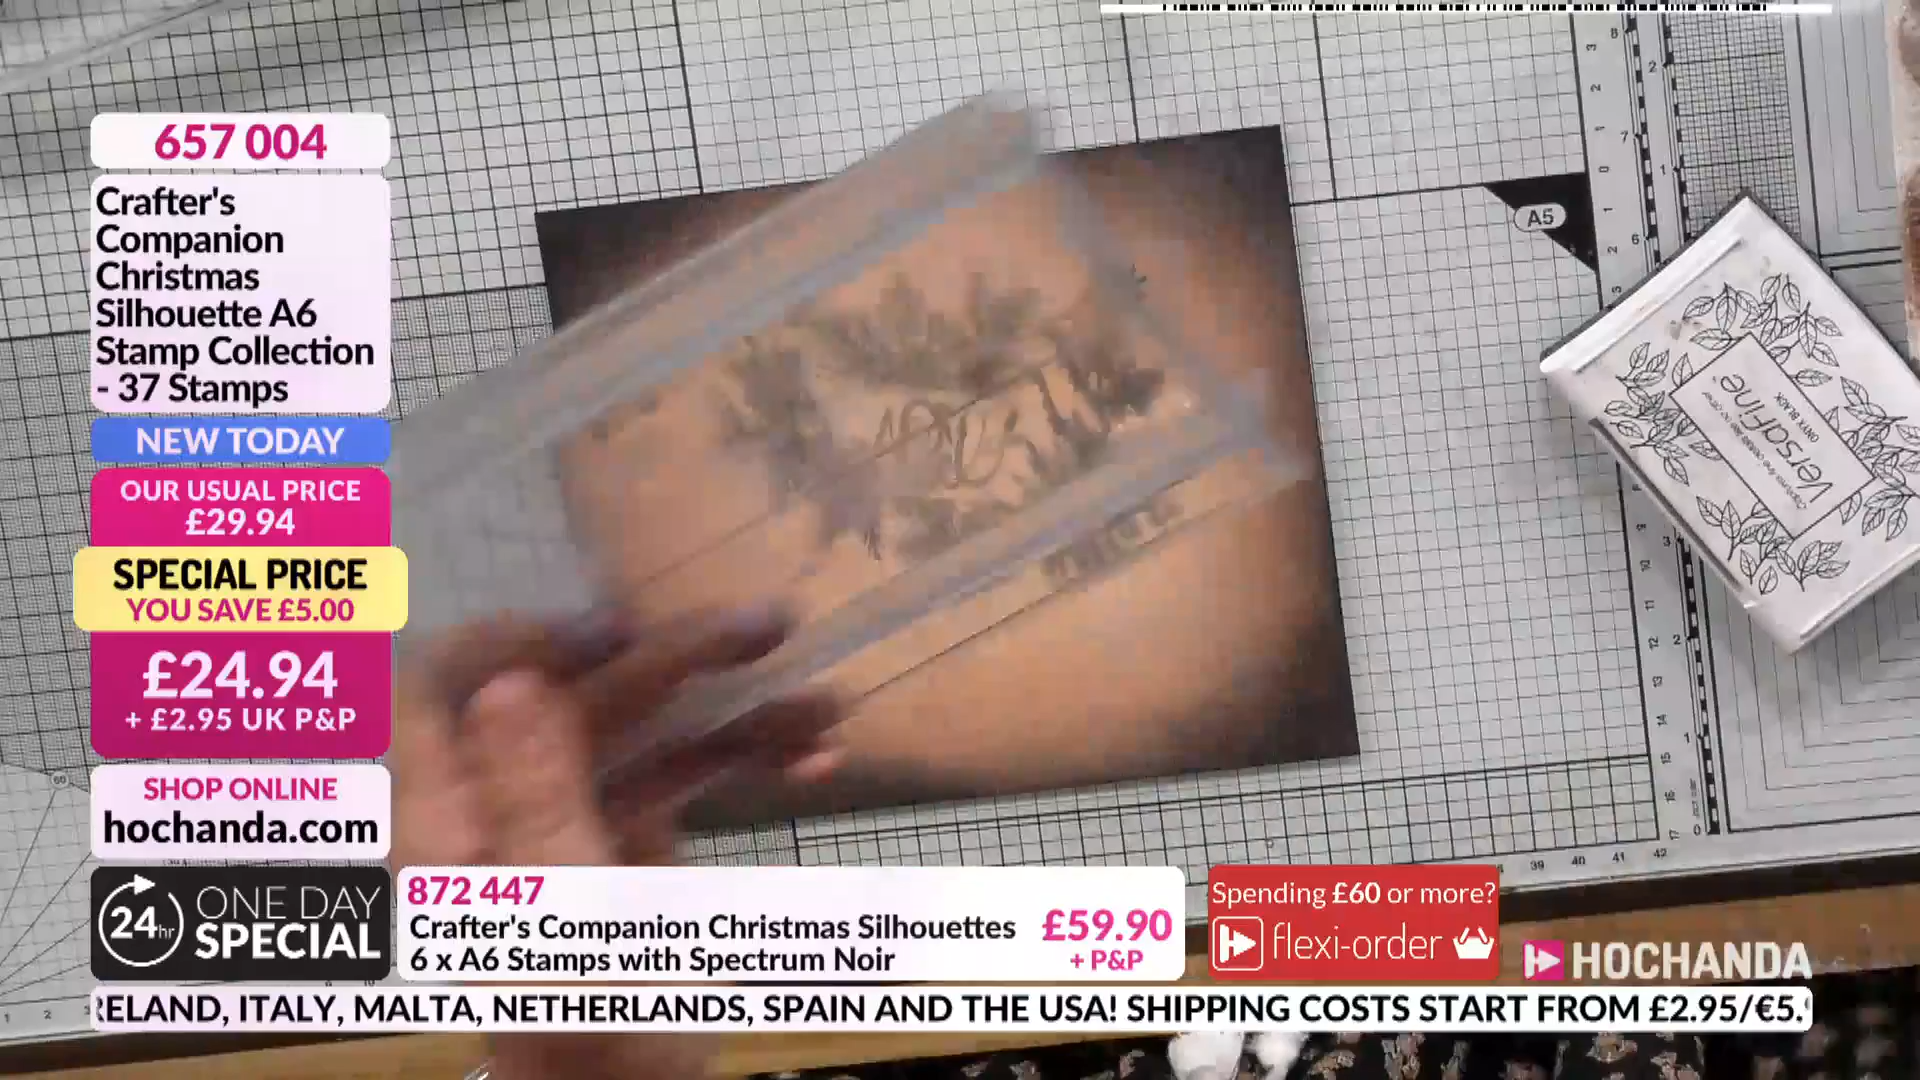 657 004
Crafter's
Companion
Christmas
Silhouette A6
Stamp Collection
- 37 Stamps
NEW TODAY
OUR USUAL PRICE
£29.94
SPECIAL PRICE
YOU SAVE £5.00
£24.94
+ £2.95 UK P&P
SHOP ONLINE
hochanda.com
24hr
ONE DAY
SPECIAL
872 447
Crafter's Companion Christmas Silhouettes
6 x A6 Stamps with Spectrum Noir
£59.90
+ P&P
Spending £60 or more?
flexi-order
HOCHANDA
RELAND, ITALY, MALTA, NETHERLANDS, SPAIN AND THE USA! SHIPPING COSTS START FROM £2.95/€5.
A5
Versafine
ONYX BLACK